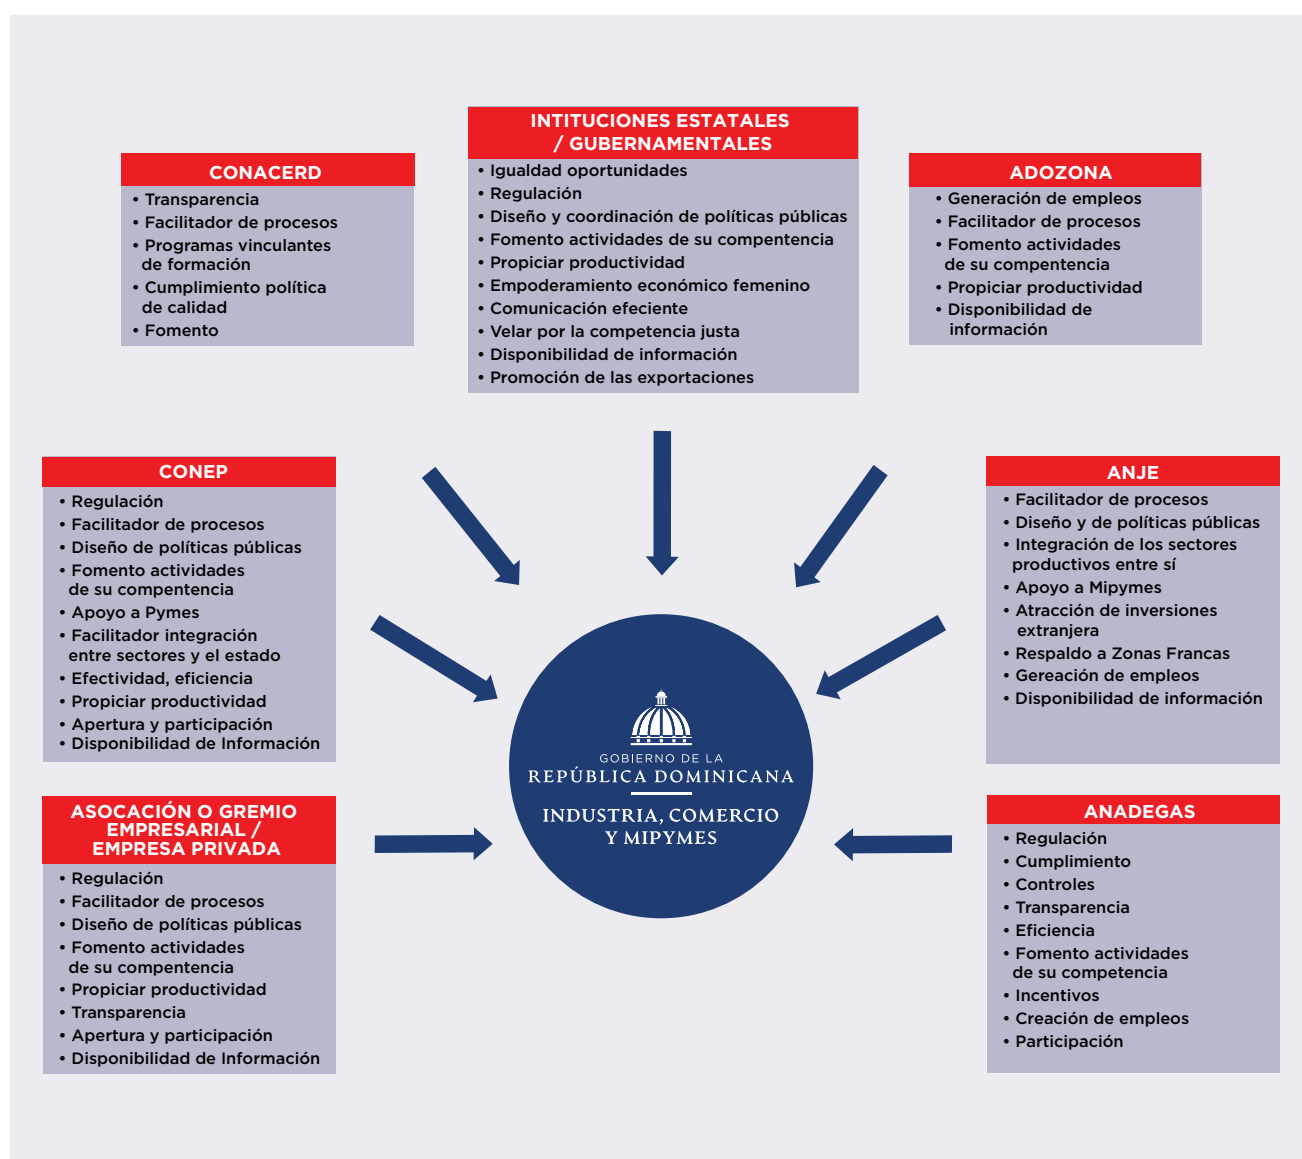 INTITUCIONES ESTATALES
/ GUBERNAMENTALES
• Igualdad oportunidades
• Regulación
• Diseño y coordinación de políticas públicas
• Fomento actividades de su compentencia
• Propiciar productividad
• Empoderamiento económico femenino
• Comunicación efeciente
• Velar por la competencia justa
• Disponibilidad de información
• Promoción de las exportaciones
CONACERD
• Transparencia
• Facilitador de procesos
• Programas vinculantes
de formación
• Cumplimiento política
de calidad
• Fomento
ADOZONA
• Generación de empleos
• Facilitador de procesos
• Fomento actividades
de su compentencia
• Propiciar productividad
• Disponibilidad de
información
CONEP
• Regulación
• Facilitador de procesos
• Diseño de políticas públicas
• Fomento actividades
de su compentencia
• Apoyo a Pymes
• Facilitador integración
entre sectores y el estado
• Efectividad, eficiencia
• Propiciar productividad
• Apertura y participación
• Disponibilidad de Información
ANJE
• Facilitador de procesos
• Diseño y de políticas públicas
• Integración de los sectores
productivos entre sí
• Apoyo a Mipymes
• Atracción de inversiones
extranjera
• Respaldo a Zonas Francas
• Gereación de empleos
• Disponibilidad de información
GOBIERNO DE LA
REPÚBLICA DOMINICANA
INDUSTRIA, COMERCIO
Y MIPYMES
ASOCACIÓN O GREMIO
EMPRESARIAL /
EMPRESA PRIVADA
• Regulación
• Facilitador de procesos
• Diseño de políticas públicas
• Fomento actividades
de su compentencia
• Propiciar productividad
• Transparencia
• Apertura y participación
• Disponibilidad de Información
ANADEGAS
• Regulación
• Cumplimiento
• Controles
• Transparencia
• Eficiencia
• Fomento actividades
de su competencia
• Incentivos
• Creación de empleos
• Participación